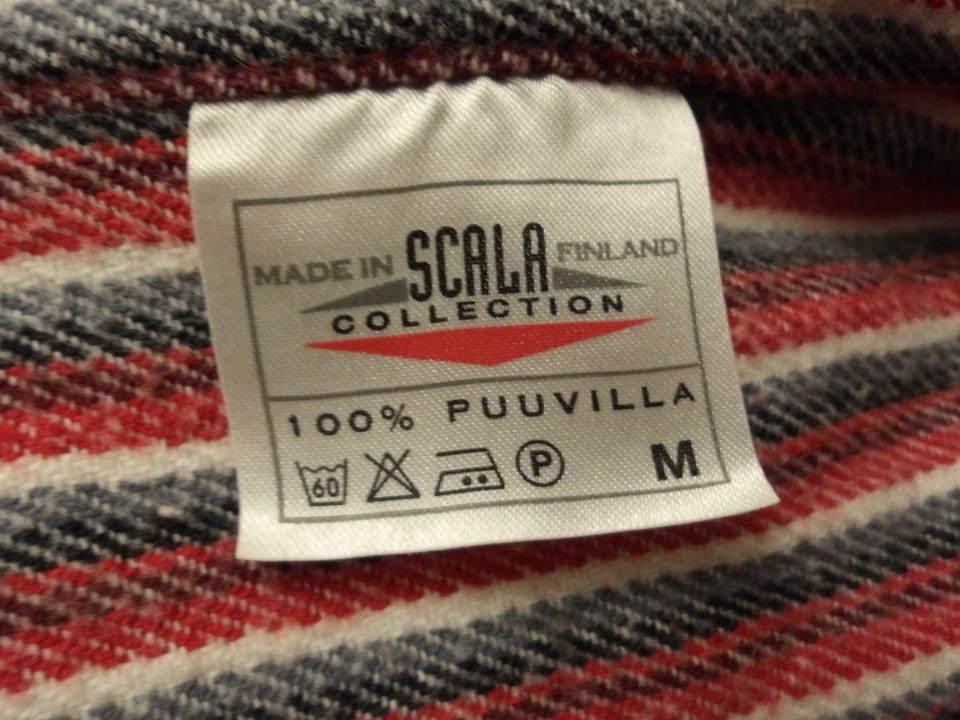 MADE IN SCALA FINLAND
COLLECTION
100% PUUVILLA
60 P M